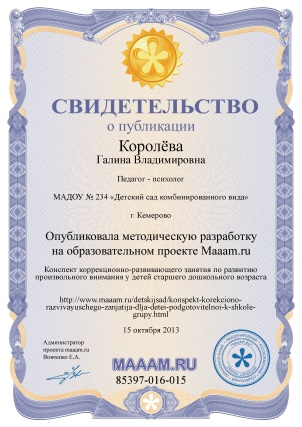 СВИДЕТЕЛЬСТВО
о публикации
Королёва
Галина Владимировна
Педагог - психолог
МАДОУ № 234 «Детский сад комбинированного вида»
г. Кемерово
Опубликовала методическую разработку
на образовательном проекте Maaam.ru
Конспект коррекционно-развивающего занятия по развитию
произвольного внимания у детей старшего дошкольного возраста
http://www.maaam.ru/detskijsad/konspekt-korekciono-
razvivayuschego-zanjatija-dlja-detei-podgotovitelnoi-k-shkole-
grupy.html
15 октября 2013
Администратор
проекта maaam.ru
Вовченко Е.А.
MAAAM.RU
85397-016-015